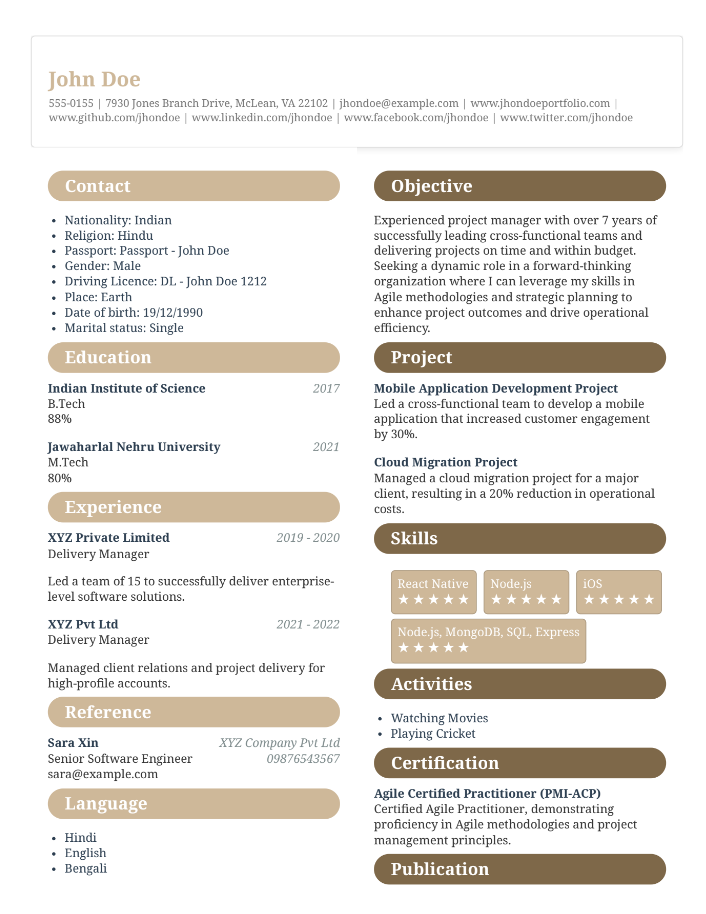 John Doe
555-0155 | 7930 Jones Branch Drive, McLean, VA 22102 | jhondoe@example.com | www.jhondoeportfolio.com |
www.github.com/jhondoe | www.linkedin.com/jhondoe | www.facebook.com/jhondoe | www.twitter.com/jhondoe
Contact
• Nationality: Indian
• Religion: Hindu
• Passport: Passport - John Doe
• Gender: Male
• Driving Licence: DL - John Doe 1212
• Place: Earth
• Date of birth: 19/12/1990
• Marital status: Single
Education
Indian Institute of Science 2017
B.Tech
88%
Jawaharlal Nehru University 2021
M.Tech
80%
Experience
XYZ Private Limited 2019 - 2020
Delivery Manager
Led a team of 15 to successfully deliver enterprise-
level software solutions.
XYZ Pvt Ltd 2021 - 2022
Delivery Manager
Managed client relations and project delivery for
high-profile accounts.
Reference
Sara Xin XYZ Company Pvt Ltd
Senior Software Engineer 09876543567
sara@example.com
Language
• Hindi
• English
• Bengali
Objective
Experienced project manager with over 7 years of
successfully leading cross-functional teams and
delivering projects on time and within budget.
Seeking a dynamic role in a forward-thinking
organization where I can leverage my skills in
Agile methodologies and strategic planning to
enhance project outcomes and drive operational
efficiency.
Project
Mobile Application Development Project
Led a cross-functional team to develop a mobile
application that increased customer engagement
by 30%.
Cloud Migration Project
Managed a cloud migration project for a major
client, resulting in a 20% reduction in operational
costs.
Skills
React Native Node.js iOS
★★★★★ ★★★★★ ★★★★★
Node.js, MongoDB, SQL, Express
★★★★★
Activities
• Watching Movies
• Playing Cricket
Certification
Agile Certified Practitioner (PMI-ACP)
Certified Agile Practitioner, demonstrating
proficiency in Agile methodologies and project
management principles.
Publication